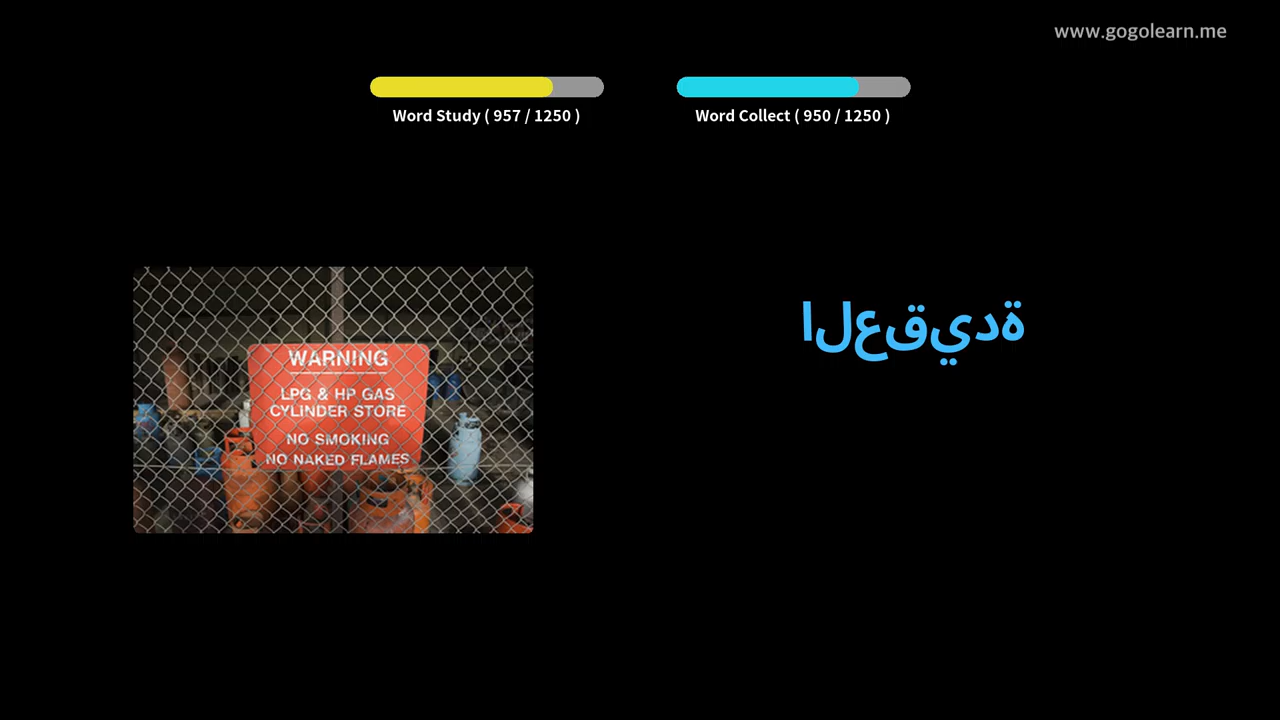 www.gogolearn.me
Word Study ( 957 / 1250 )
Word Collect ( 950 / 1250 )
WARNING
LPG & HP GAS
CYLINDER STORE
NO SMOKING
NO NAKED FLAMES
العقيدة